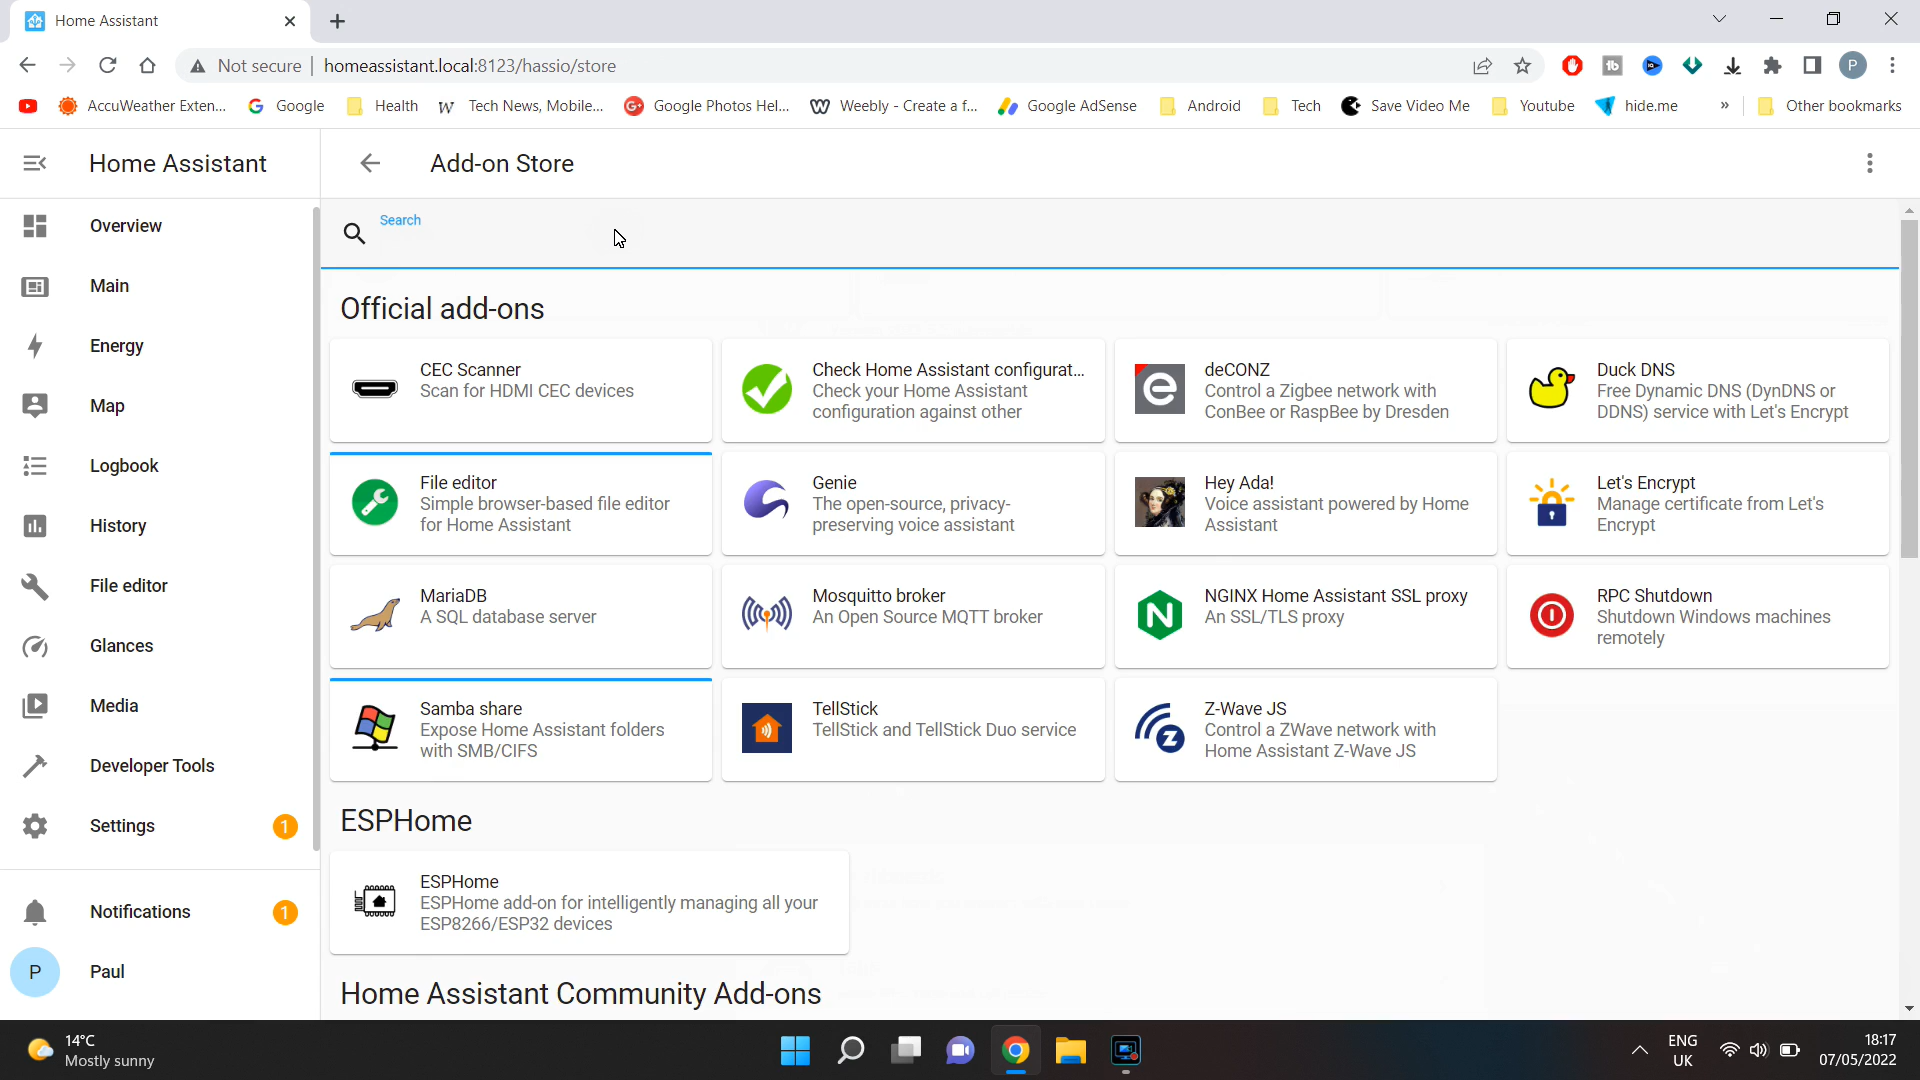 Home Assistant
Not secure | homeassistant.local:8123/hassio/store
P
AccuWeather Exten...
Google
Health
Tech News, Mobile...
Google Photos Hel...
Weebly - Create a f...
Google AdSense
Android
Tech
Save Video Me
Youtube
hide.me
»
Other bookmarks
Home Assistant
Add-on Store
Overview
Main
Energy
Map
Logbook
History
File editor
Glances
Media
Developer Tools
Settings
1
Notifications
1
P
Paul
Search
Official add-ons
CEC Scanner
Scan for HDMI CEC devices
Check Home Assistant configurat...
Check your Home Assistant
configuration against other
deCONZ
Control a Zigbee network with
ConBee or RaspBee by Dresden
Duck DNS
Free Dynamic DNS (DynDNS or
DDNS) service with Let's Encrypt
File editor
Simple browser-based file editor
for Home Assistant
Genie
The open-source, privacy-
preserving voice assistant
Hey Ada!
Voice assistant powered by Home
Assistant
Let's Encrypt
Manage certificate from Let's
Encrypt
MariaDB
A SQL database server
Mosquitto broker
An Open Source MQTT broker
NGINX Home Assistant SSL proxy
An SSL/TLS proxy
RPC Shutdown
Shutdown Windows machines
remotely
Samba share
Expose Home Assistant folders
with SMB/CIFS
TellStick
TellStick and TellStick Duo service
Z-Wave JS
Control a ZWave network with
Home Assistant Z-Wave JS
ESPHome
ESPHome
ESPHome add-on for intelligently managing all your
ESP8266/ESP32 devices
Home Assistant Community Add-ons
14°C
Mostly sunny
ENG
UK
18:17
07/05/2022